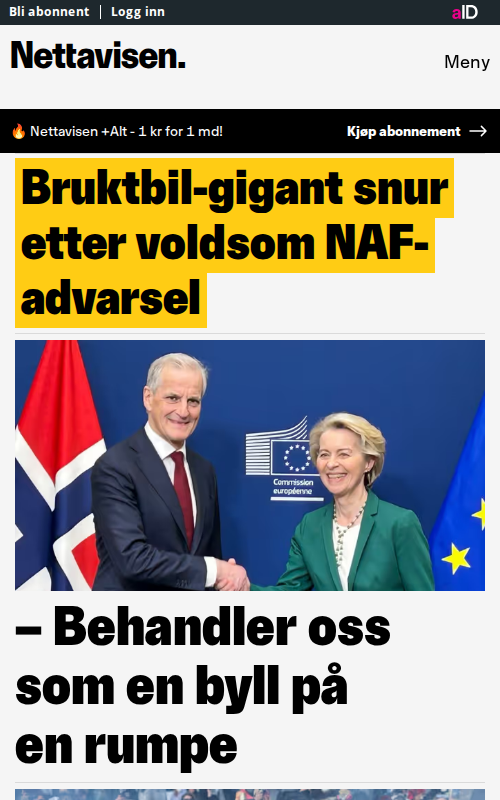 Bli abonnent | Logg inn
aID
Nettavisen.
Meny
🔥 Nettavisen +Alt - 1 kr for 1 md!
Kjøp abonnement →
Bruktbil-gigant snur
etter voldsom NAF-
advarsel
Commission
européenne
– Behandler oss
som en byll på
en rumpe